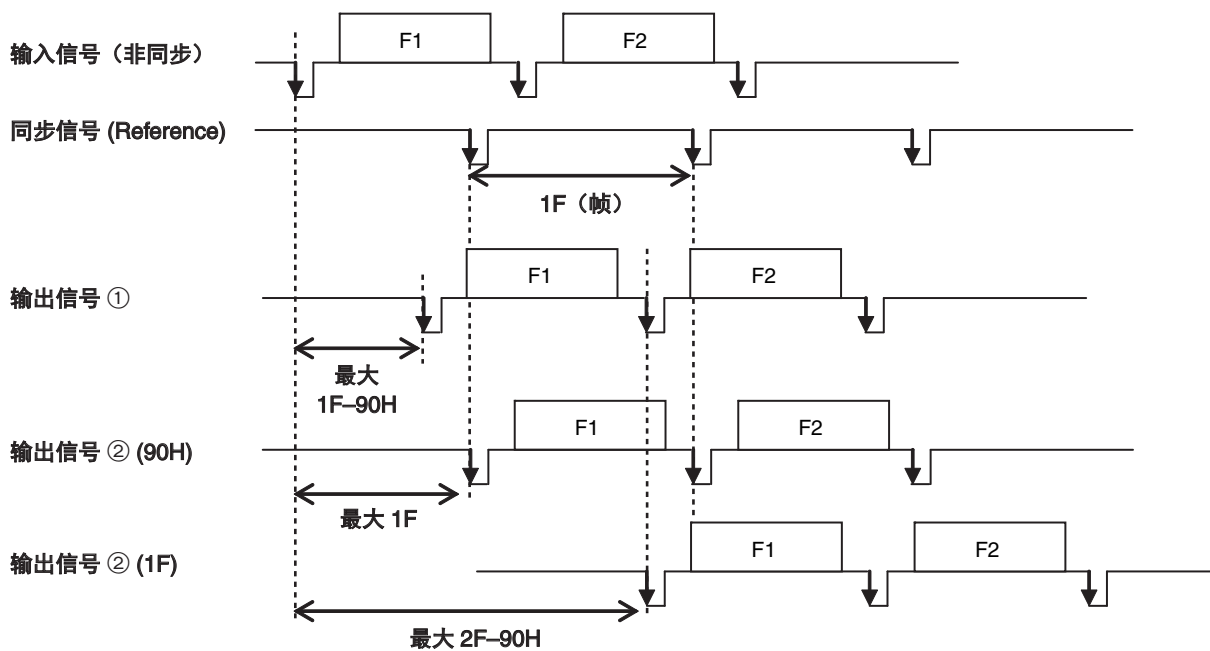 F1
F2
输入信号（非同步）
同步信号 (Reference)
1F（帧）
F1
F2
输出信号 ①
最大
1F–90H
F1
F2
输出信号 ② (90H)
最大 1F
F1
F2
输出信号 ② (1F)
最大 2F–90H